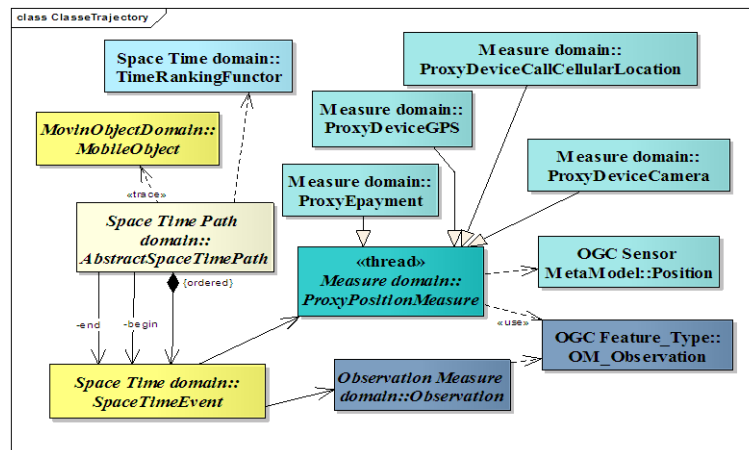 class ClasseTrajectory
Space Time domain::
TimeRankingFunctor
Measure domain::
ProxyDeviceCallCellularLocation
Measure domain::
ProxyDeviceGPS
MovinObjectDomain::
MobileObject
Measure domain::
ProxyDeviceCamera
Measure domain::
ProxyEpayment
«trace»
Space Time Path
domain::
AbstractSpaceTimePath
«thread»
Measure domain::
ProxyPositionMeasure
OGC Sensor
MetaModel::Position
{ordered}
-end
-begin
«use»
OGC Feature_Type::
OM_Observation
Space Time domain::
SpaceTimeEvent
Observation Measure
domain::Observation